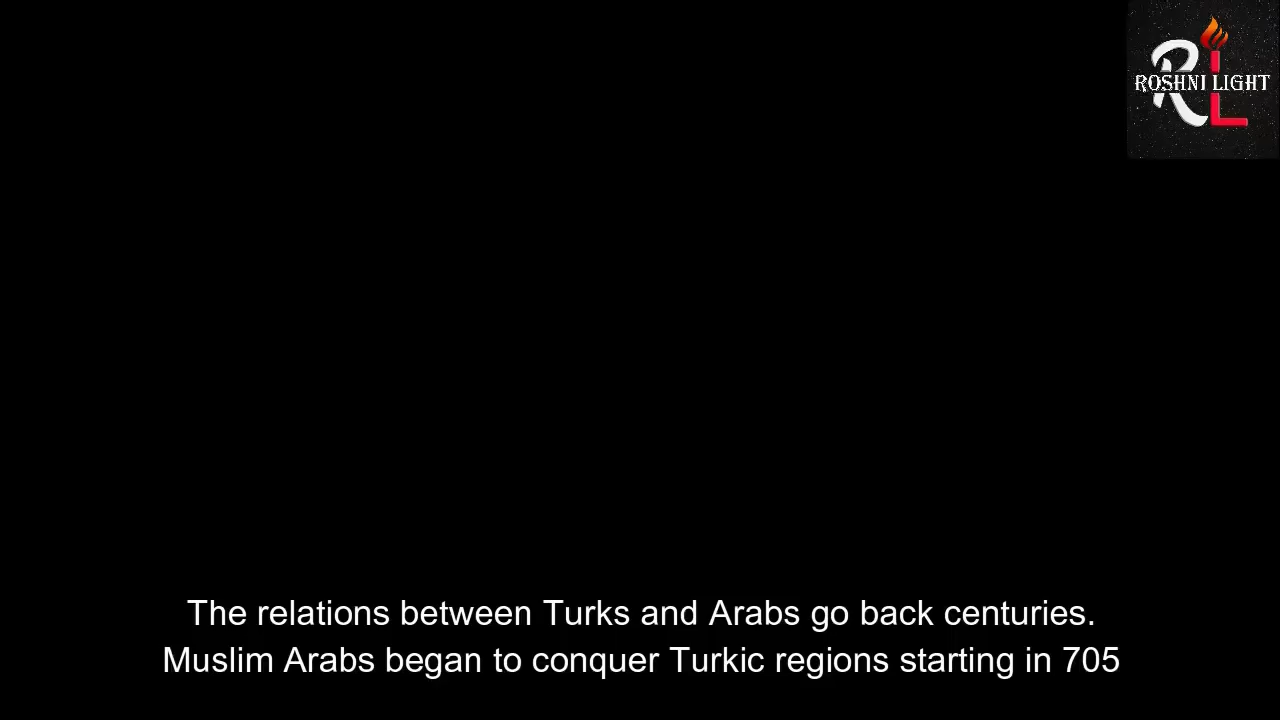 RL
ROSHNI LIGHT
The relations between Turks and Arabs go back centuries.
Muslim Arabs began to conquer Turkic regions starting in 705